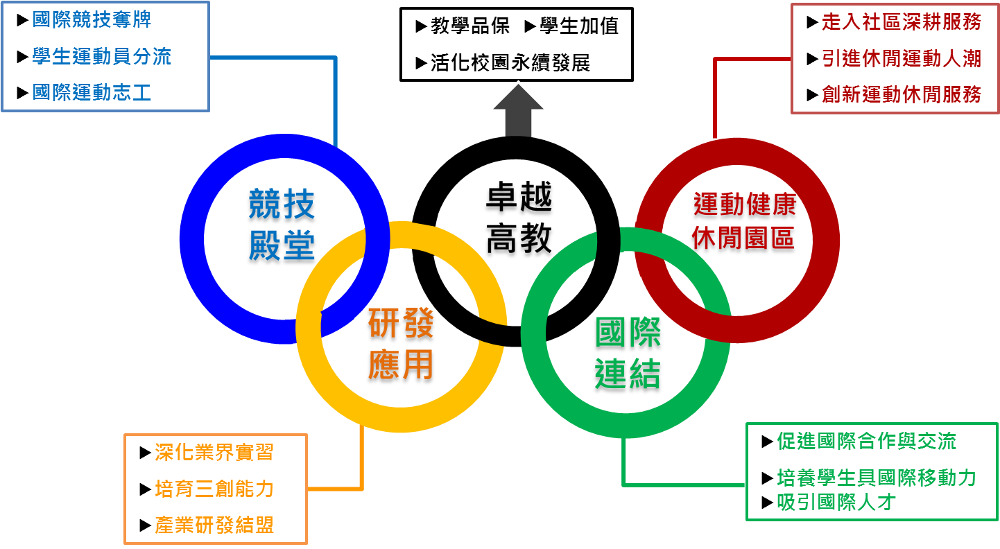 ▶國際競技奪牌
▶學生運動員分流
▶國際運動志工
▶教學品保 ▶學生加值
▶活化校園永續發展
▶走入社區深耕服務
▶引進休閒運動人潮
▶創新運動休閒服務
競技
殿堂
卓越
高教
運動健康
休閒園區
研發
應用
國際
連結
▶深化業界實習
▶培育三創能力
▶產業研發結盟
▶促進國際合作與交流
▶培養學生具國際移動力
▶吸引國際人才